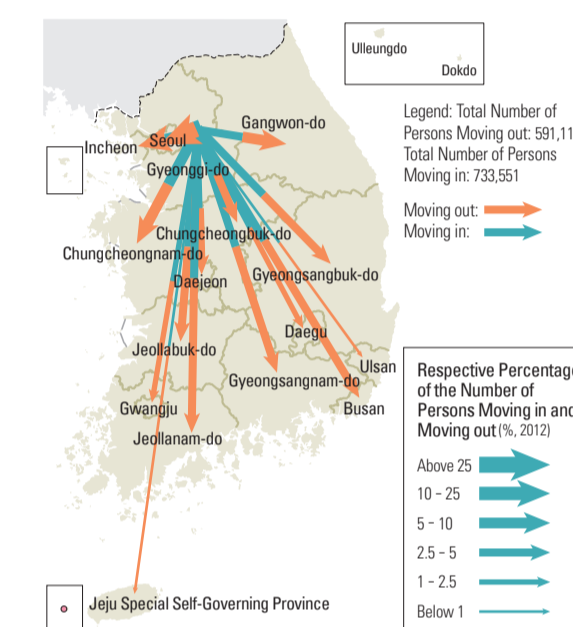 Ulleungdo
Dokdo
Gangwon-do
Incheon
Seoul
Gyeonggi-do
Legend: Total Number of
Persons Moving out: 591,11
Total Number of Persons
Moving in: 733,551
Moving out:
Moving in:
Chungcheongbuk-do
Chungcheongnam-do
Daejeon
Gyeongsangbuk-do
Daegu
Jeollabuk-do
Ulsan
Gyeongsangnam-do
Gwangju
Busan
Jeollanam-do
Respective Percentage
of the Number of
Persons Moving in and
Moving out (%, 2012)
Above 25
10 – 25
5 – 10
2.5 – 5
1 – 2.5
Below 1
Jeju Special Self-Governing Province